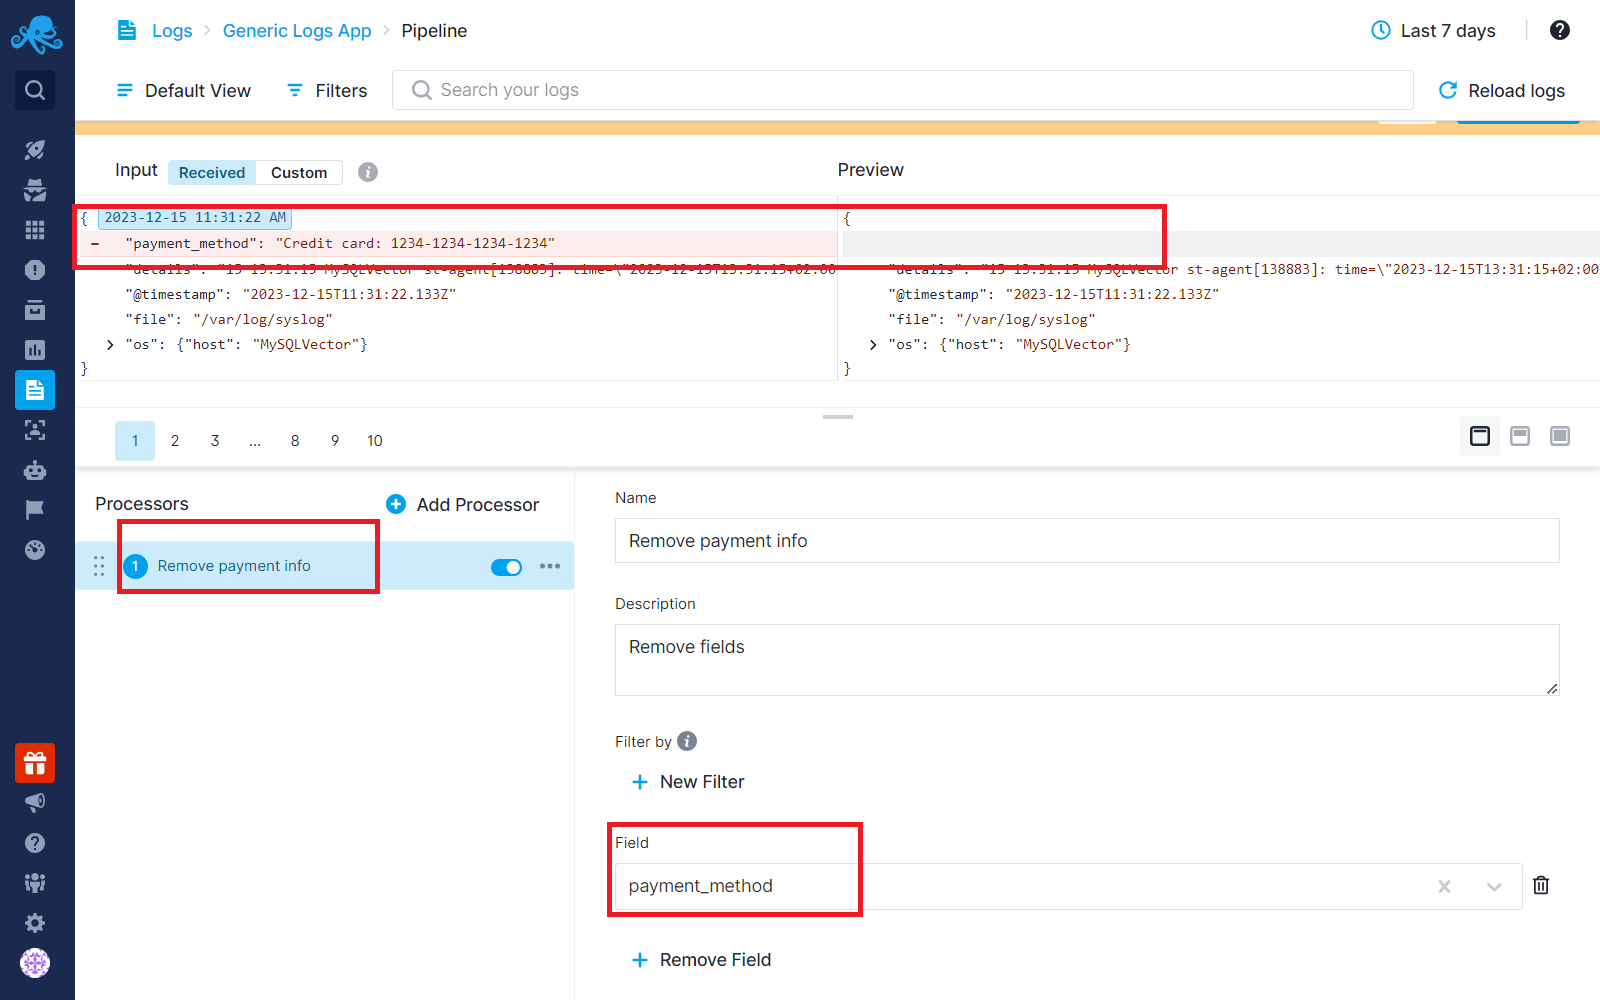 Logs > Generic Logs App > Pipeline
Last 7 days
Default View
Filters
Search your logs
Reload logs
Input
Received
Custom
Preview
{ 2023-12-15 11:31:22 AM
- "payment_method": "Credit card: 1234-1234-1234-1234"
"details": "15 13:31:15 MySQLVector st-agent[138883]: time=\"2023-12-15T13:31:15+02:00
"@timestamp": "2023-12-15T11:31:22.133Z"
"file": "/var/log/syslog"
"os": {"host": "MySQLVector"}
}
{
"details": "15 13:31:15 MySQLVector st-agent[138883]: time=\"2023-12-15T13:31:15+02:00
"@timestamp": "2023-12-15T11:31:22.133Z"
"file": "/var/log/syslog"
"os": {"host": "MySQLVector"}
}
1 2 3 ... 8 9 10
Processors
Add Processor
1 Remove payment info
Name
Remove payment info
Description
Remove fields
Filter by
New Filter
Field
payment_method
Remove Field